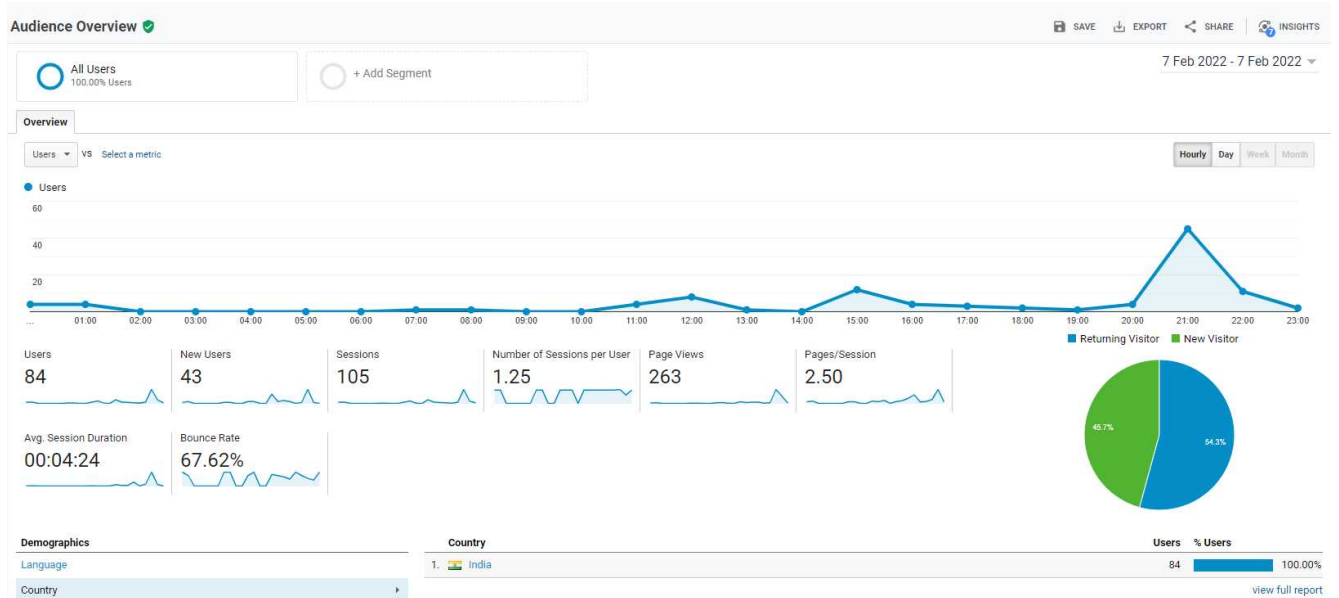 Audience Overview
SAVE EXPORT SHARE 7 INSIGHTS
All Users
100.00% Users
+ Add Segment
7 Feb 2022 - 7 Feb 2022
Overview
Users VS Select a metric
Hourly Day Week Month
Users
60
40
20
... 01:00 02:00 03:00 04:00 05:00 06:00 07:00 08:00 09:00 10:00 11:00 12:00 13:00 14:00 15:00 16:00 17:00 18:00 19:00 20:00 21:00 22:00 23:00
Returning Visitor New Visitor
Users New Users Sessions Number of Sessions per User Page Views Pages/Session
84 43 105 1.25 263 2.50
45.7% 54.3%
Avg. Session Duration Bounce Rate
00:04:24 67.62%
Demographics Country Users % Users
Language 1. India 84 100.00%
Country view full report